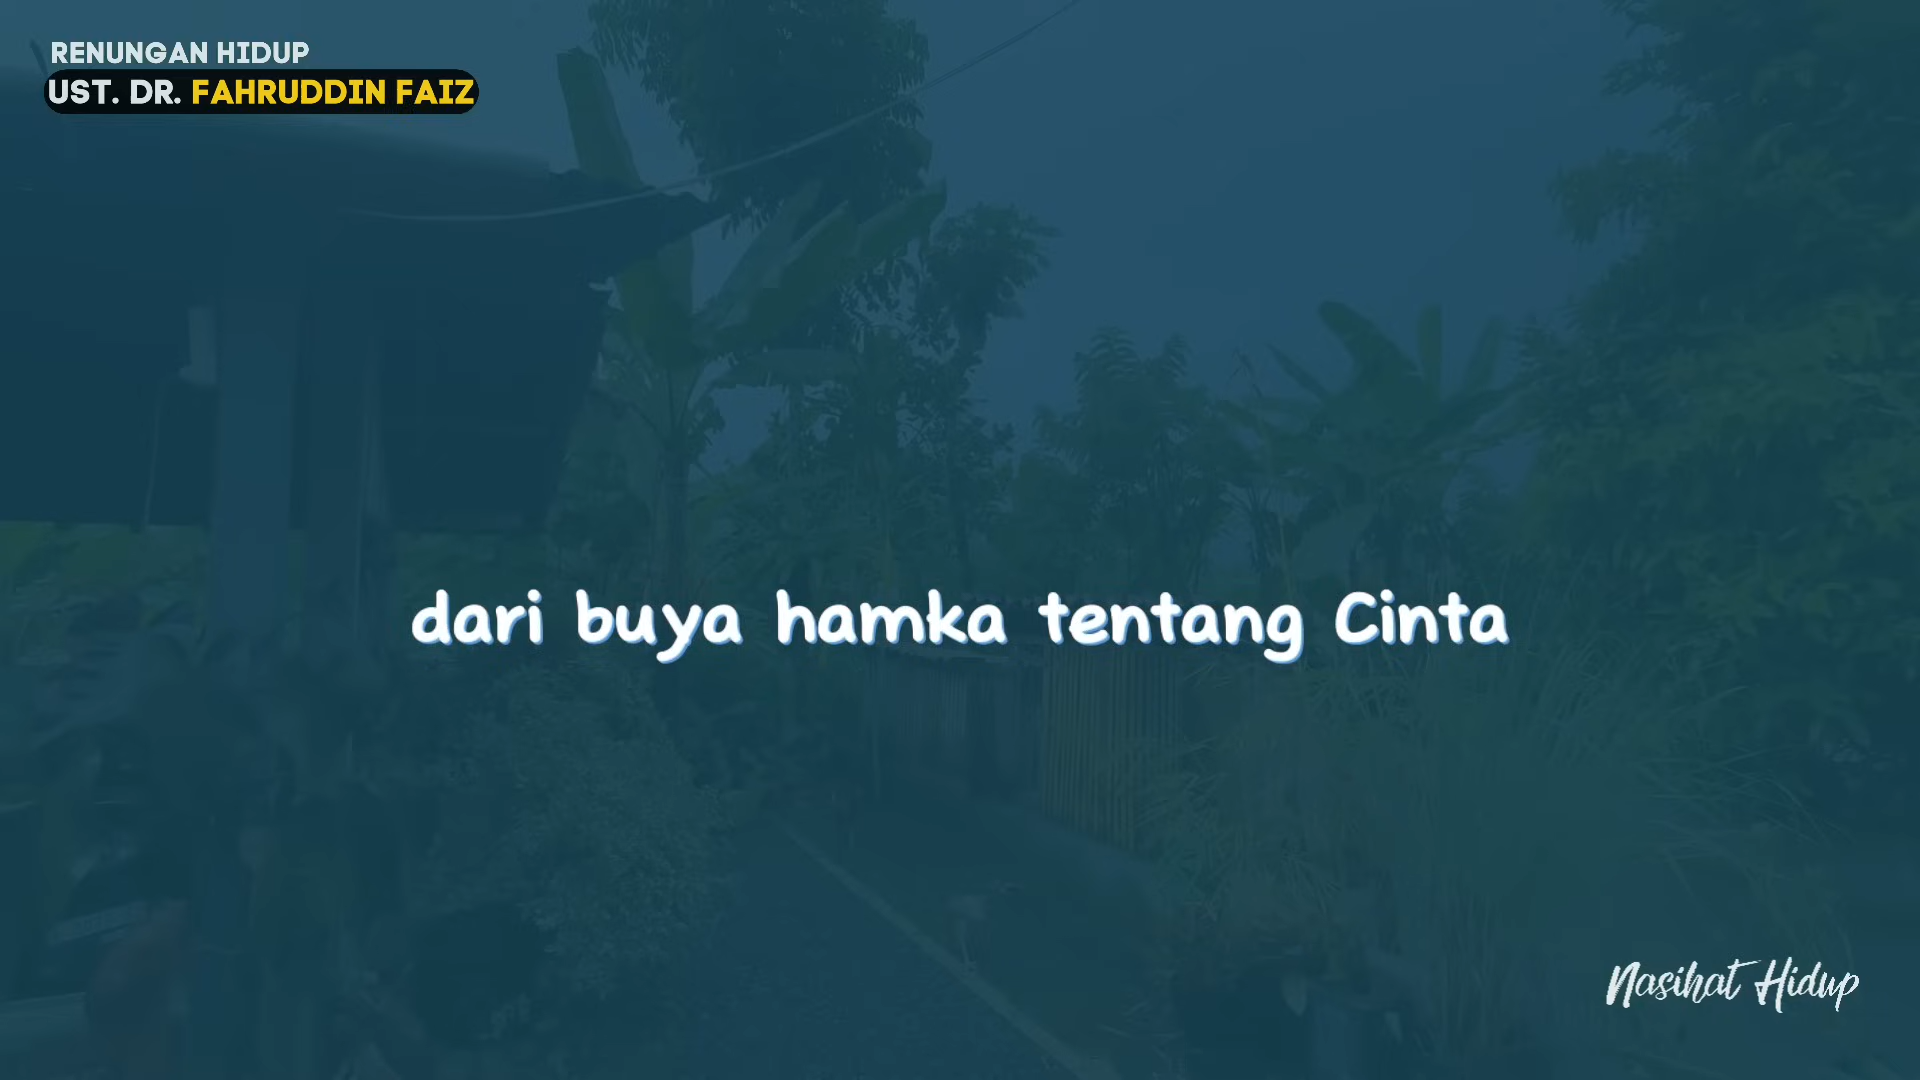 RENUNGAN HIDUP
UST. DR. FAHRUDDIN FAIZ
dari buya hamka tentang Cinta
Nasihat Hidup